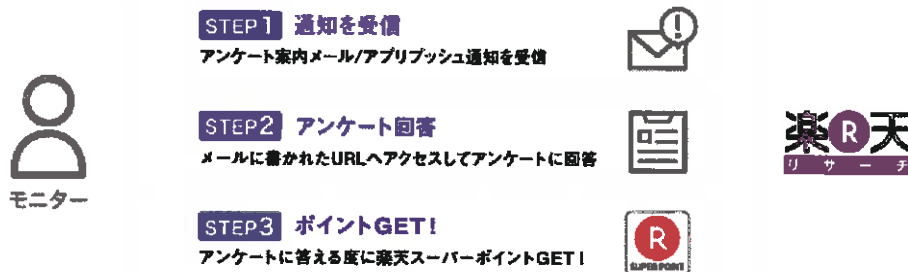 STEP1 通知を受信
アンケート案内メール/アプリプッシュ通知を受信
モニター
STEP2 アンケート回答
メールに書かれたURLへアクセスしてアンケートに回答
楽R天
リサーチ
STEP3 ポイントGET!
アンケートに答える度に楽天スーパーポイントGET!
R
SUPER POINT